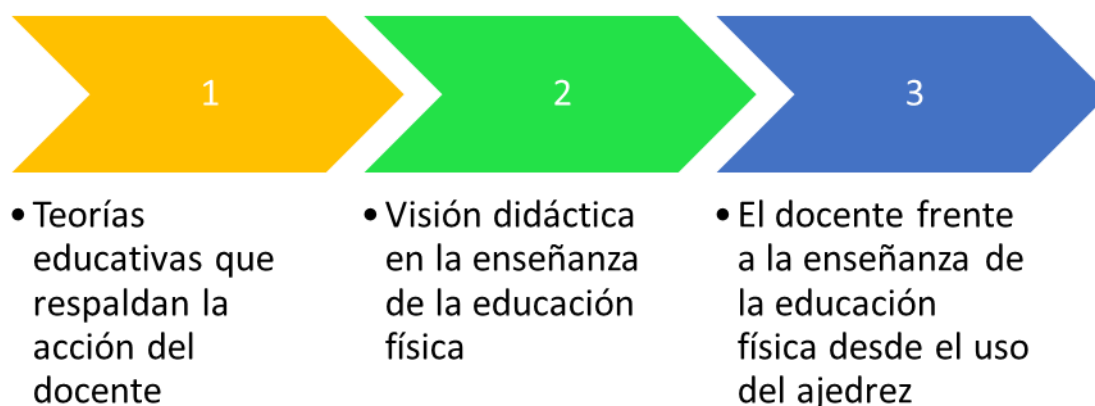 1
2
3
• Teorías
educativas que
respaldan la
acción del
docente
• Visión didáctica
en la enseñanza
de la educación
física
• El docente frente
a la enseñanza de
la educación
física desde el uso
del ajedrez